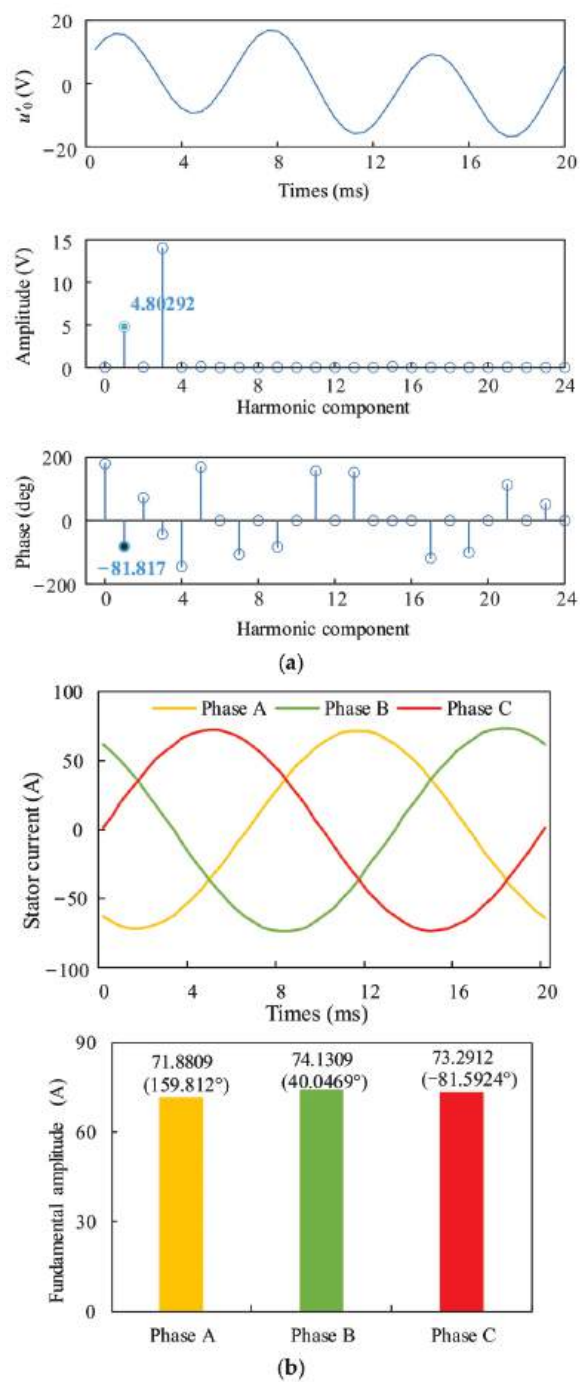 20
0
−20
u'₀ (V)
0 4 8 12 16 20
Times (ms)
15
10
5
0
Amplitude (V)
4.80292
0 4 8 12 16 20 24
Harmonic component
200
0
−200
Phase (deg)
−81.817
0 4 8 12 16 20 24
Harmonic component
(a)
100
50
0
−50
−100
Stator current (A)
Phase A Phase B Phase C
0 4 8 12 16 20
Times (ms)
90
60
30
0
Fundamental amplitude (A)
71.8809 74.1309 73.2912
(159.812°) (40.0469°) (−81.5924°)
Phase A Phase B Phase C
(b)